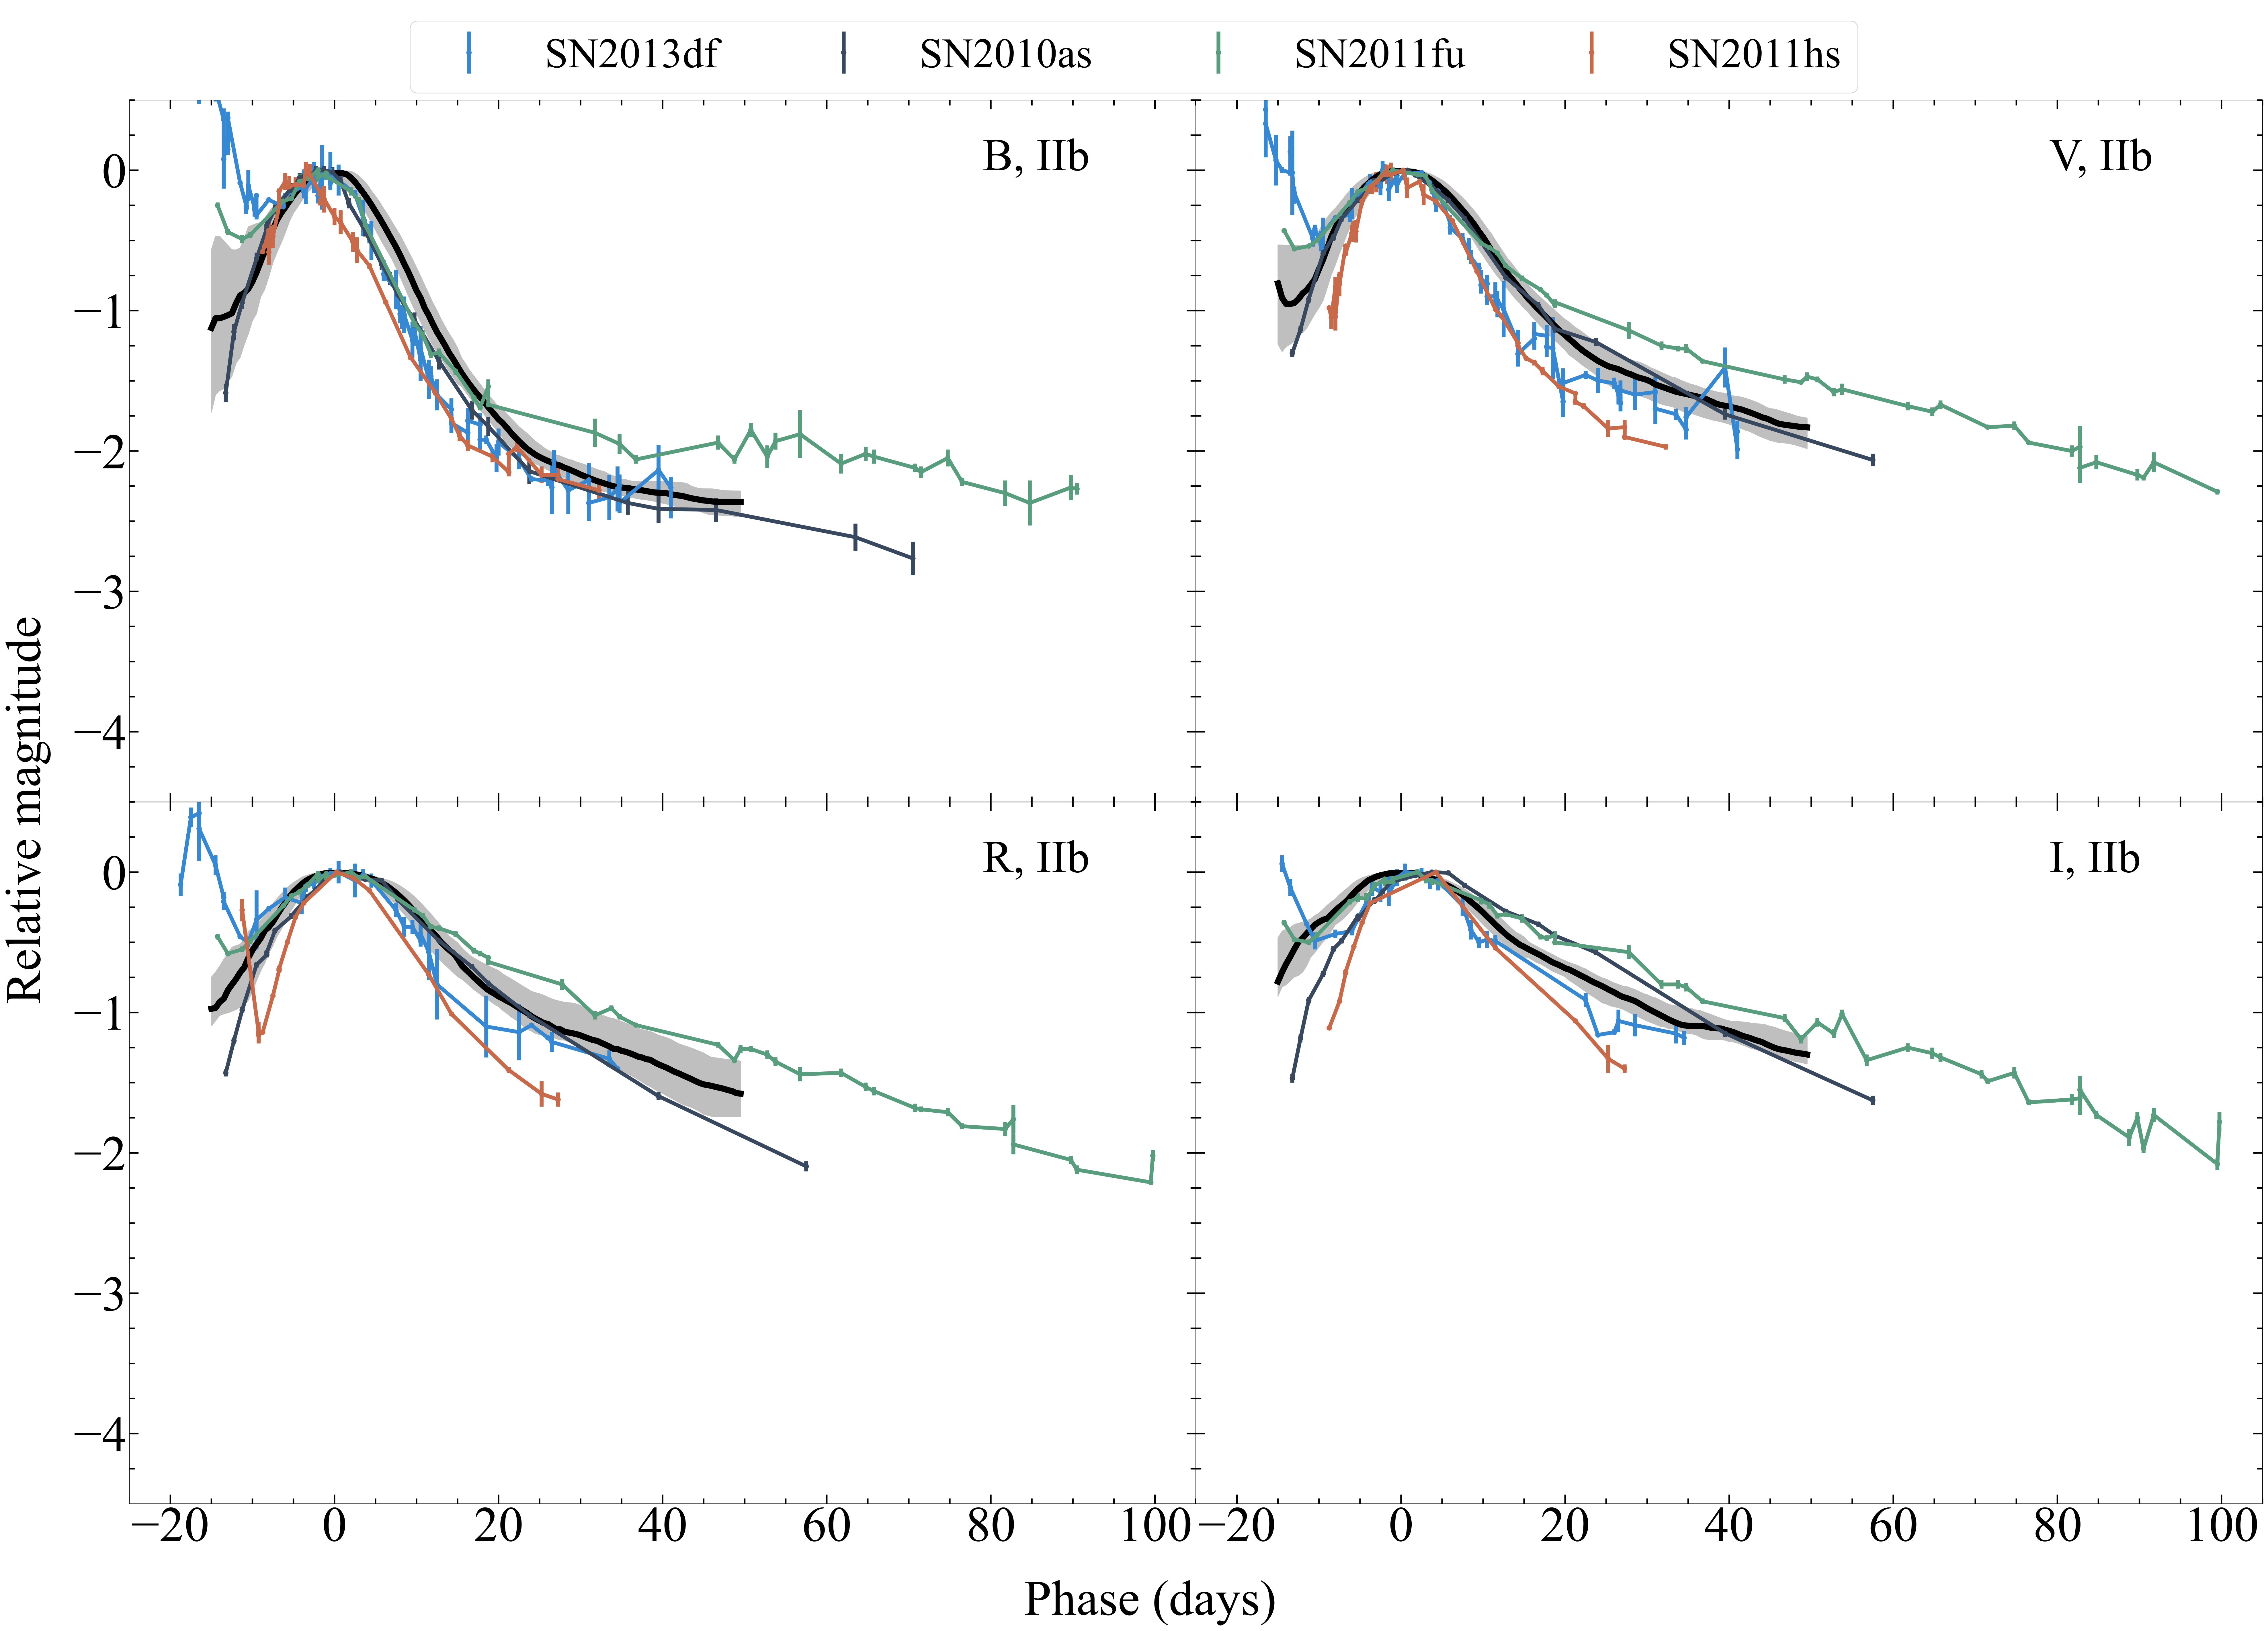 SN2013df SN2010as SN2011fu SN2011hs
B, IIb V, IIb
0
−1
−2
−3
−4
Relative magnitude
R, IIb I, IIb
0
−1
−2
−3
−4
−20 0 20 40 60 80 100 −20 0 20 40 60 80 100
Phase (days)